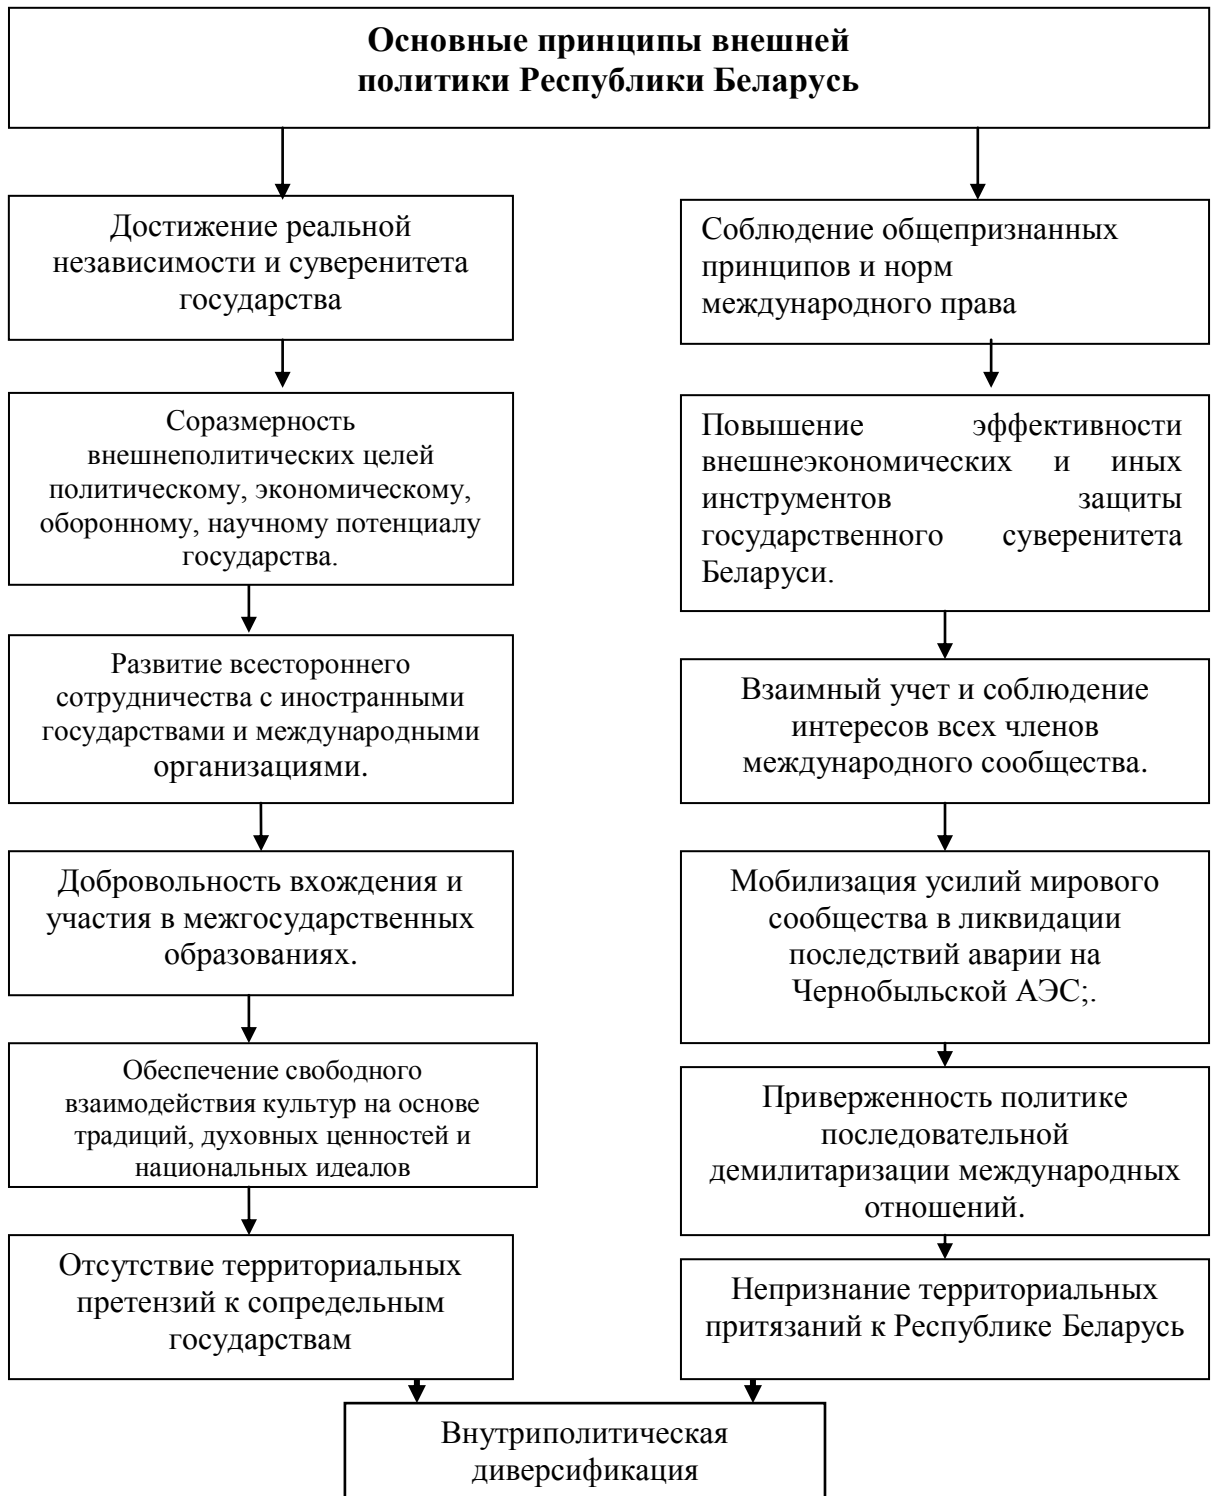 Основные принципы внешней
политики Республики Беларусь
Достижение реальной
независимости и суверенитета
государства
Соразмерность
внешнеполитических целей
политическому, экономическому,
оборонному, научному потенциалу
государства.
Развитие всестороннего
сотрудничества с иностранными
государствами и международными
организациями.
Добровольность вхождения и
участия в межгосударственных
образованиях.
Обеспечение свободного
взаимодействия культур на основе
традиций, духовных ценностей и
национальных идеалов
Отсутствие территориальных
претензий к сопредельным
государствам
Соблюдение общепризнанных
принципов и норм
международного права
Повышение эффективности
внешнеэкономических и иных
инструментов защиты
государственного суверенитета
Беларуси.
Взаимный учет и соблюдение
интересов всех членов
международного сообщества.
Мобилизация усилий мирового
сообщества в ликвидации
последствий аварии на
Чернобыльской АЭС;.
Приверженность политике
последовательной
демилитаризации международных
отношений.
Непризнание территориальных
притязаний к Республике Беларусь
Внутриполитическая
диверсификация